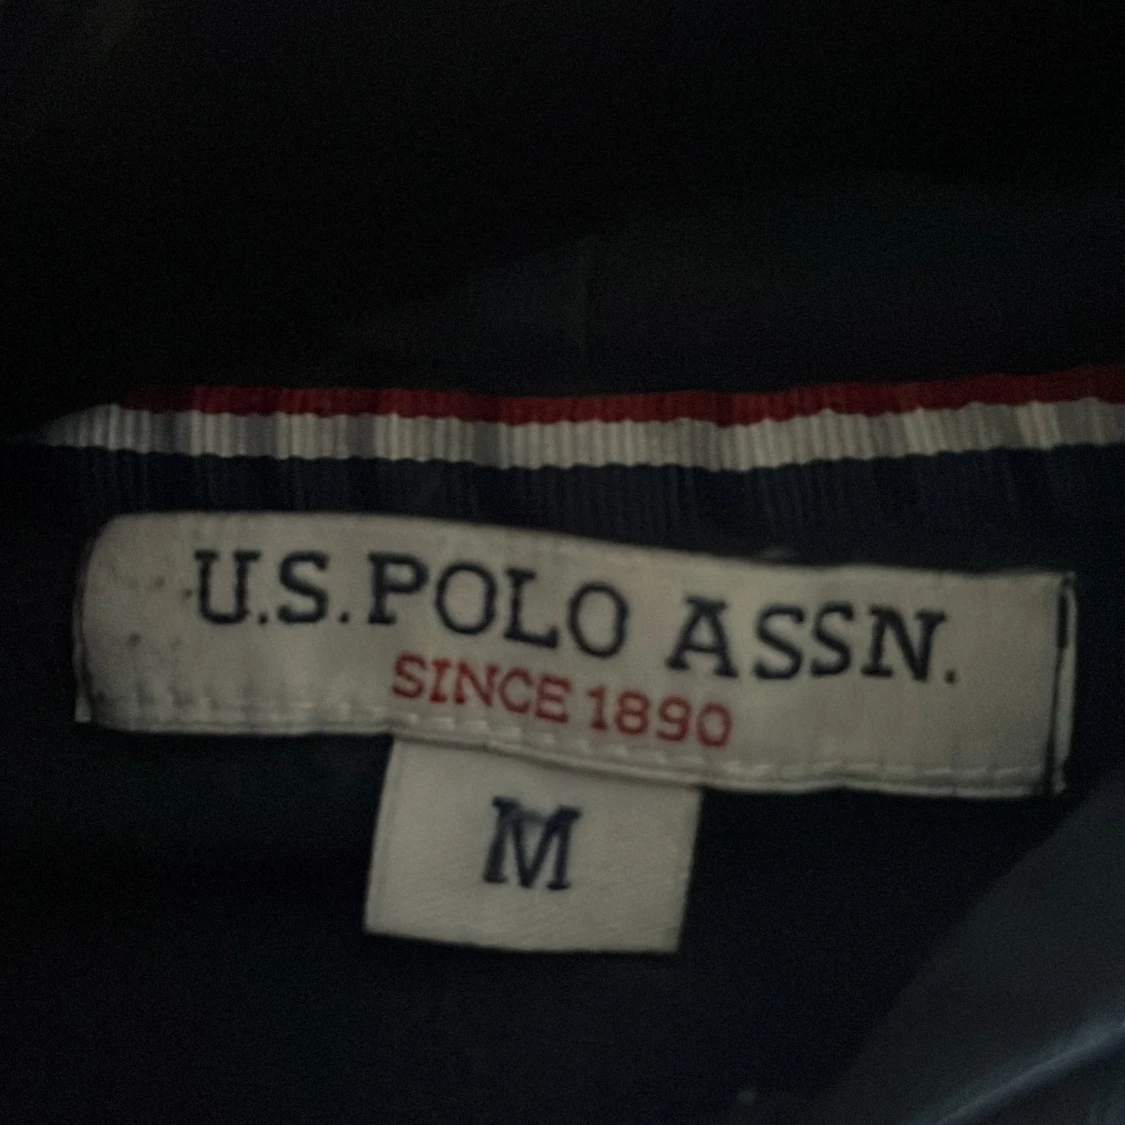 U.S. POLO ASSN.
SINCE 1890
M